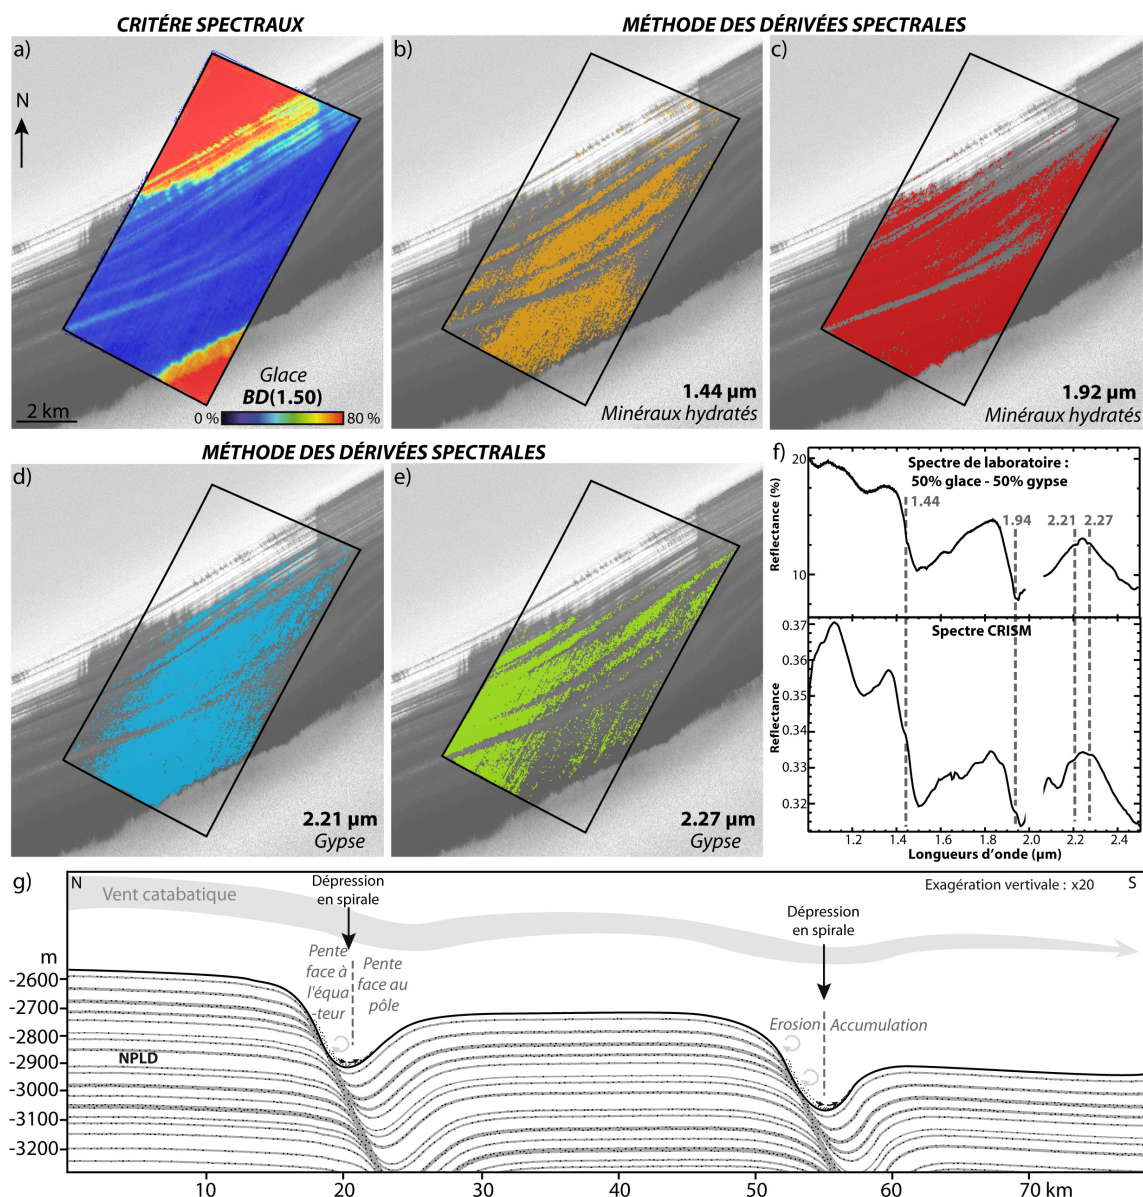 CRITÉRE SPECTRAUX
MÉTHODE DES DÉRIVÉES SPECTRALES
a)
N
Glace
BD(1.50)
0 %
80 %
2 km
b)
1.44 µm
Minéraux hydratés
c)
1.92 µm
Minéraux hydratés
MÉTHODE DES DÉRIVÉES SPECTRALES
d)
2.21 µm
Gypse
e)
2.27 µm
Gypse
f)
Spectre de laboratoire :
50% glace - 50% gypse
1.44
1.94
2.21
2.27
20
10
Reflectance (%)
Spectre CRISM
0.37
0.36
0.35
0.34
0.33
0.32
Reflectance
1.2 1.4 1.6 1.8 2.0 2.2 2.4
Longueurs d'onde (µm)
g)
N
S
Vent catabatique
Dépression
en spirale
Exagération vertivale : x20
Dépression
en spirale
Pente
face à
l'équa
-teur
Pente
face au
pôle
Erosion
Accumulation
m
-2600
-2700
-2800
-2900
-3000
-3100
-3200
NPLD
10 20 30 40 50 60 70 km